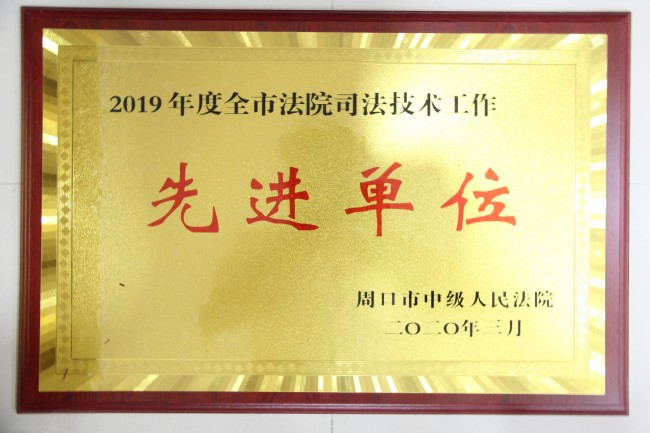 2019年度全市法院司法技术工作
先进单位
周口市中级人民法院
二〇二〇年三月